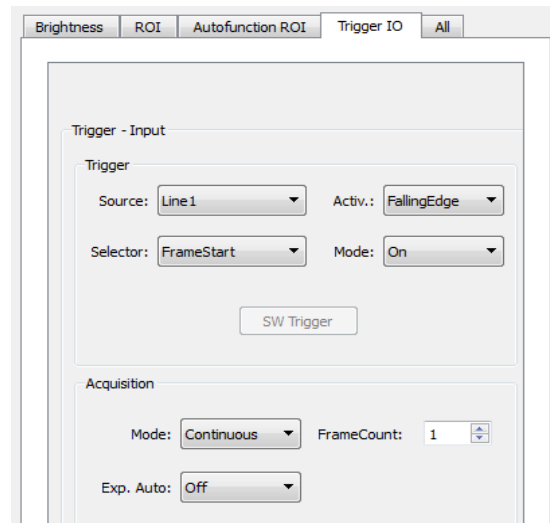 Brightness ROI Autofunction ROI Trigger IO All
Trigger - Input
Trigger
Source: Line1 Activ.: FallingEdge
Selector: FrameStart Mode: On
SW Trigger
Acquisition
Mode: Continuous FrameCount: 1
Exp. Auto: Off